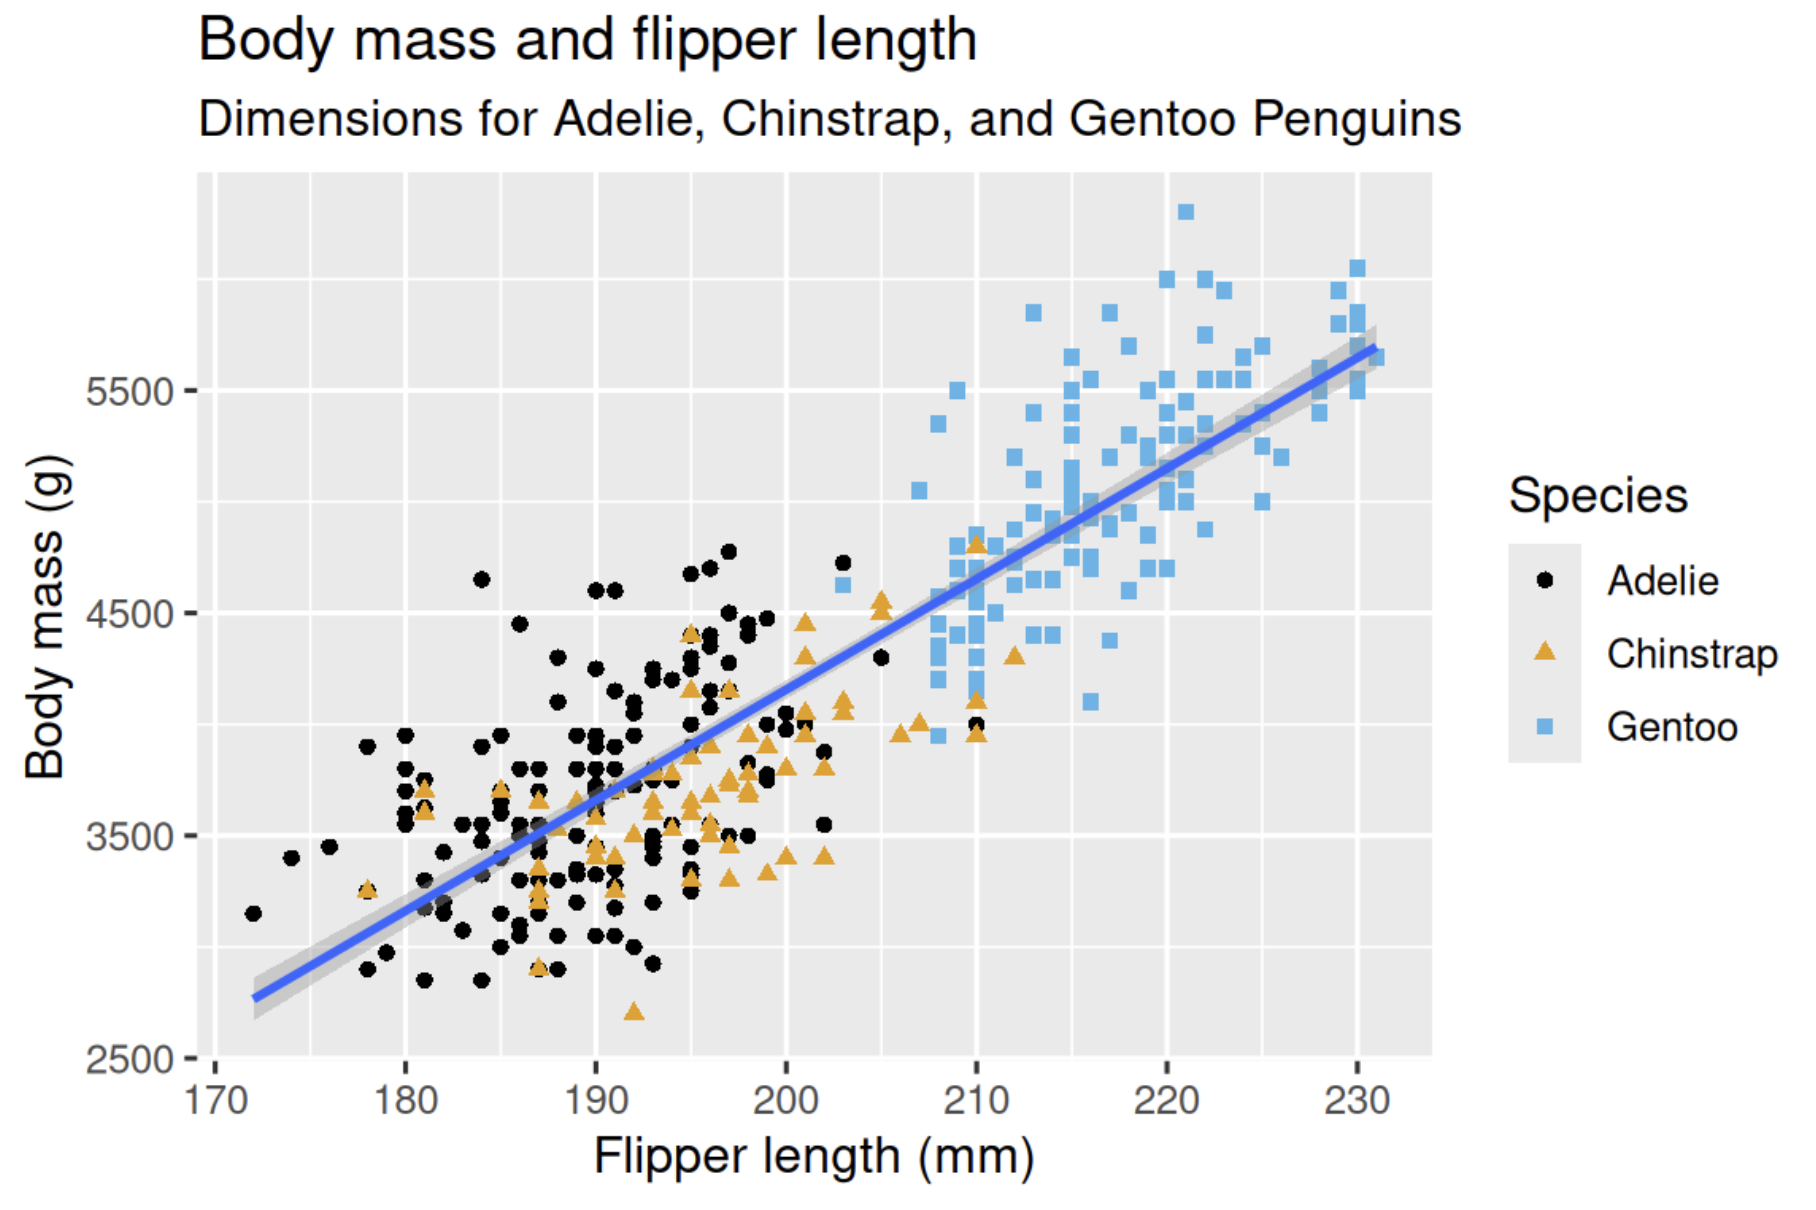 Body mass and flipper length
Dimensions for Adelie, Chinstrap, and Gentoo Penguins
5500
4500
3500
2500
Body mass (g)
170 180 190 200 210 220 230
Flipper length (mm)
Species
Adelie
Chinstrap
Gentoo